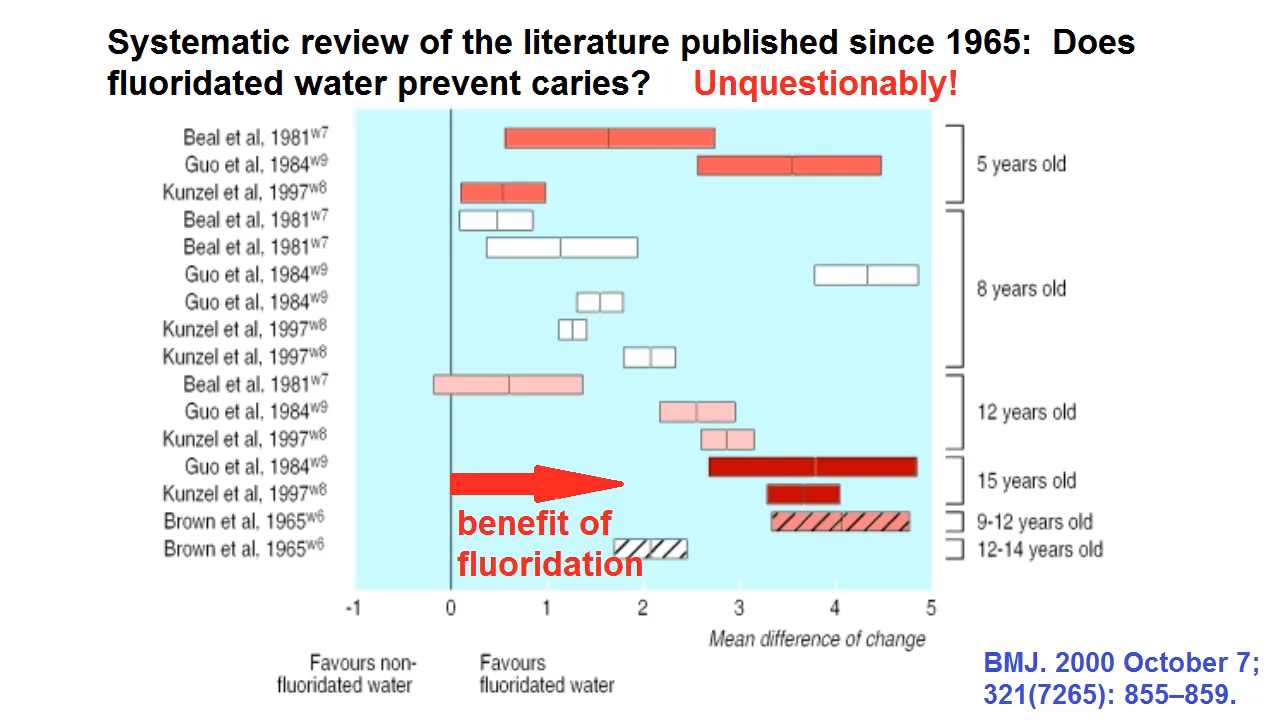 Systematic review of the literature published since 1965: Does
fluoridated water prevent caries? Unquestionably!
Beal et al, 1981w7
Guo et al, 1984w9
Kunzel et al, 1997w8
5 years old
Beal et al, 1981w7
Beal et al, 1981w7
Guo et al, 1984w9
Guo et al, 1984w9
Kunzel et al, 1997w8
Kunzel et al, 1997w8
8 years old
Beal et al, 1981w7
Guo et al, 1984w9
Kunzel et al, 1997w8
12 years old
Guo et al, 1984w9
Kunzel et al, 1997w8
15 years old
Brown et al, 1965w6
9-12 years old
Brown et al, 1965w6
12-14 years old
benefit of
fluoridation
-1 0 1 2 3 4 5
Mean difference of change
Favours non-
fluoridated water
Favours
fluoridated water
BMJ. 2000 October 7;
321(7265): 855–859.